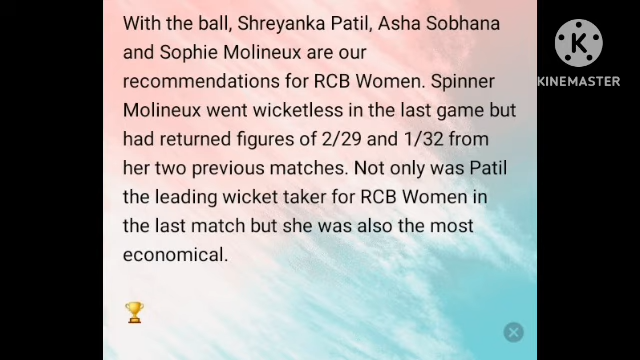 With the ball, Shreyanka Patil, Asha Sobhana
and Sophie Molineux are our
recommendations for RCB Women. Spinner
Molineux went wicketless in the last game but
had returned figures of 2/29 and 1/32 from
her two previous matches. Not only was Patil
the leading wicket taker for RCB Women in
the last match but she was also the most
economical.
K
KINEMASTER